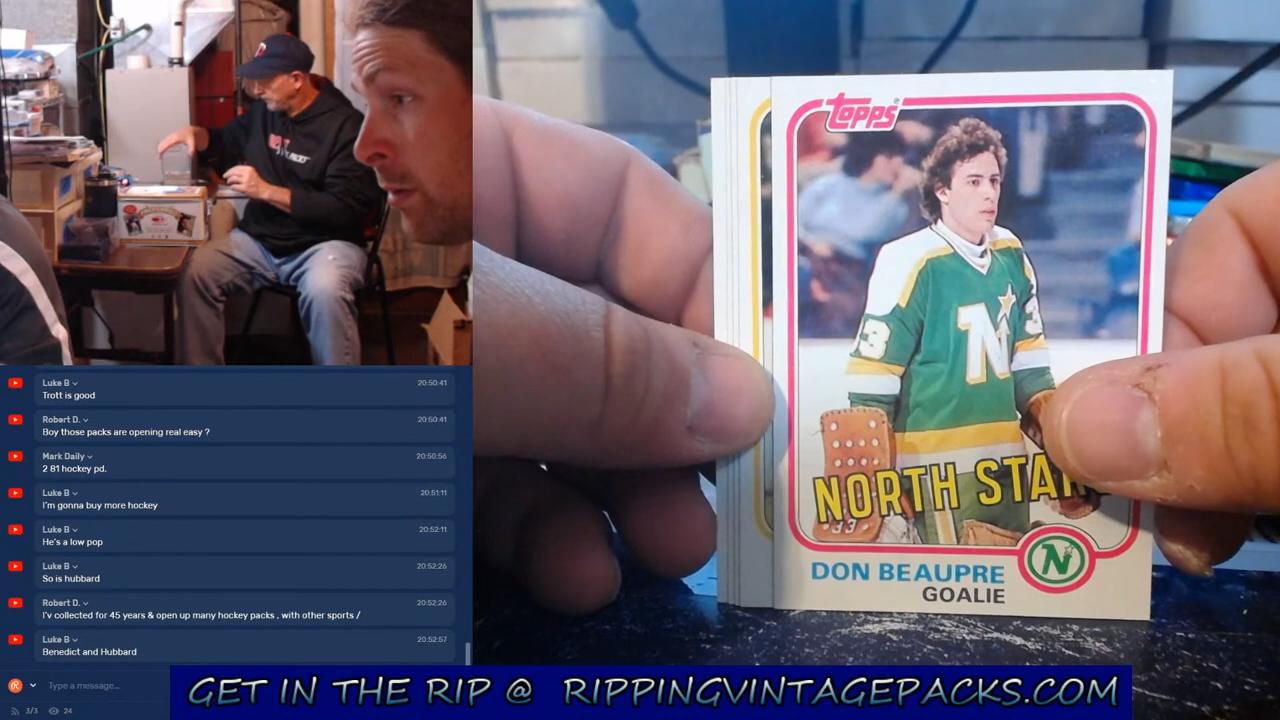 Luke B
20:50:41
Trott is good
Robert D.
20:50:41
Boy those packs are opening real easy ?
Mark Daily
20:50:56
2 81 hockey pd.
Luke B
20:51:11
I'm gonna buy more hockey
Luke B
20:52:11
He's a low pop
Luke B
20:52:26
So is hubbard
Robert D.
20:52:26
I'v collected for 45 years & open up many hockey packs , with other sports /
Luke B
20:52:57
Benedict and Hubbard
Type a message...
3/3 24
topps
33
N
NORTH STAR
33
DON BEAUPRE
GOALIE
N
GET IN THE RIP @ RIPPINGVINTAGEPACKS.COM